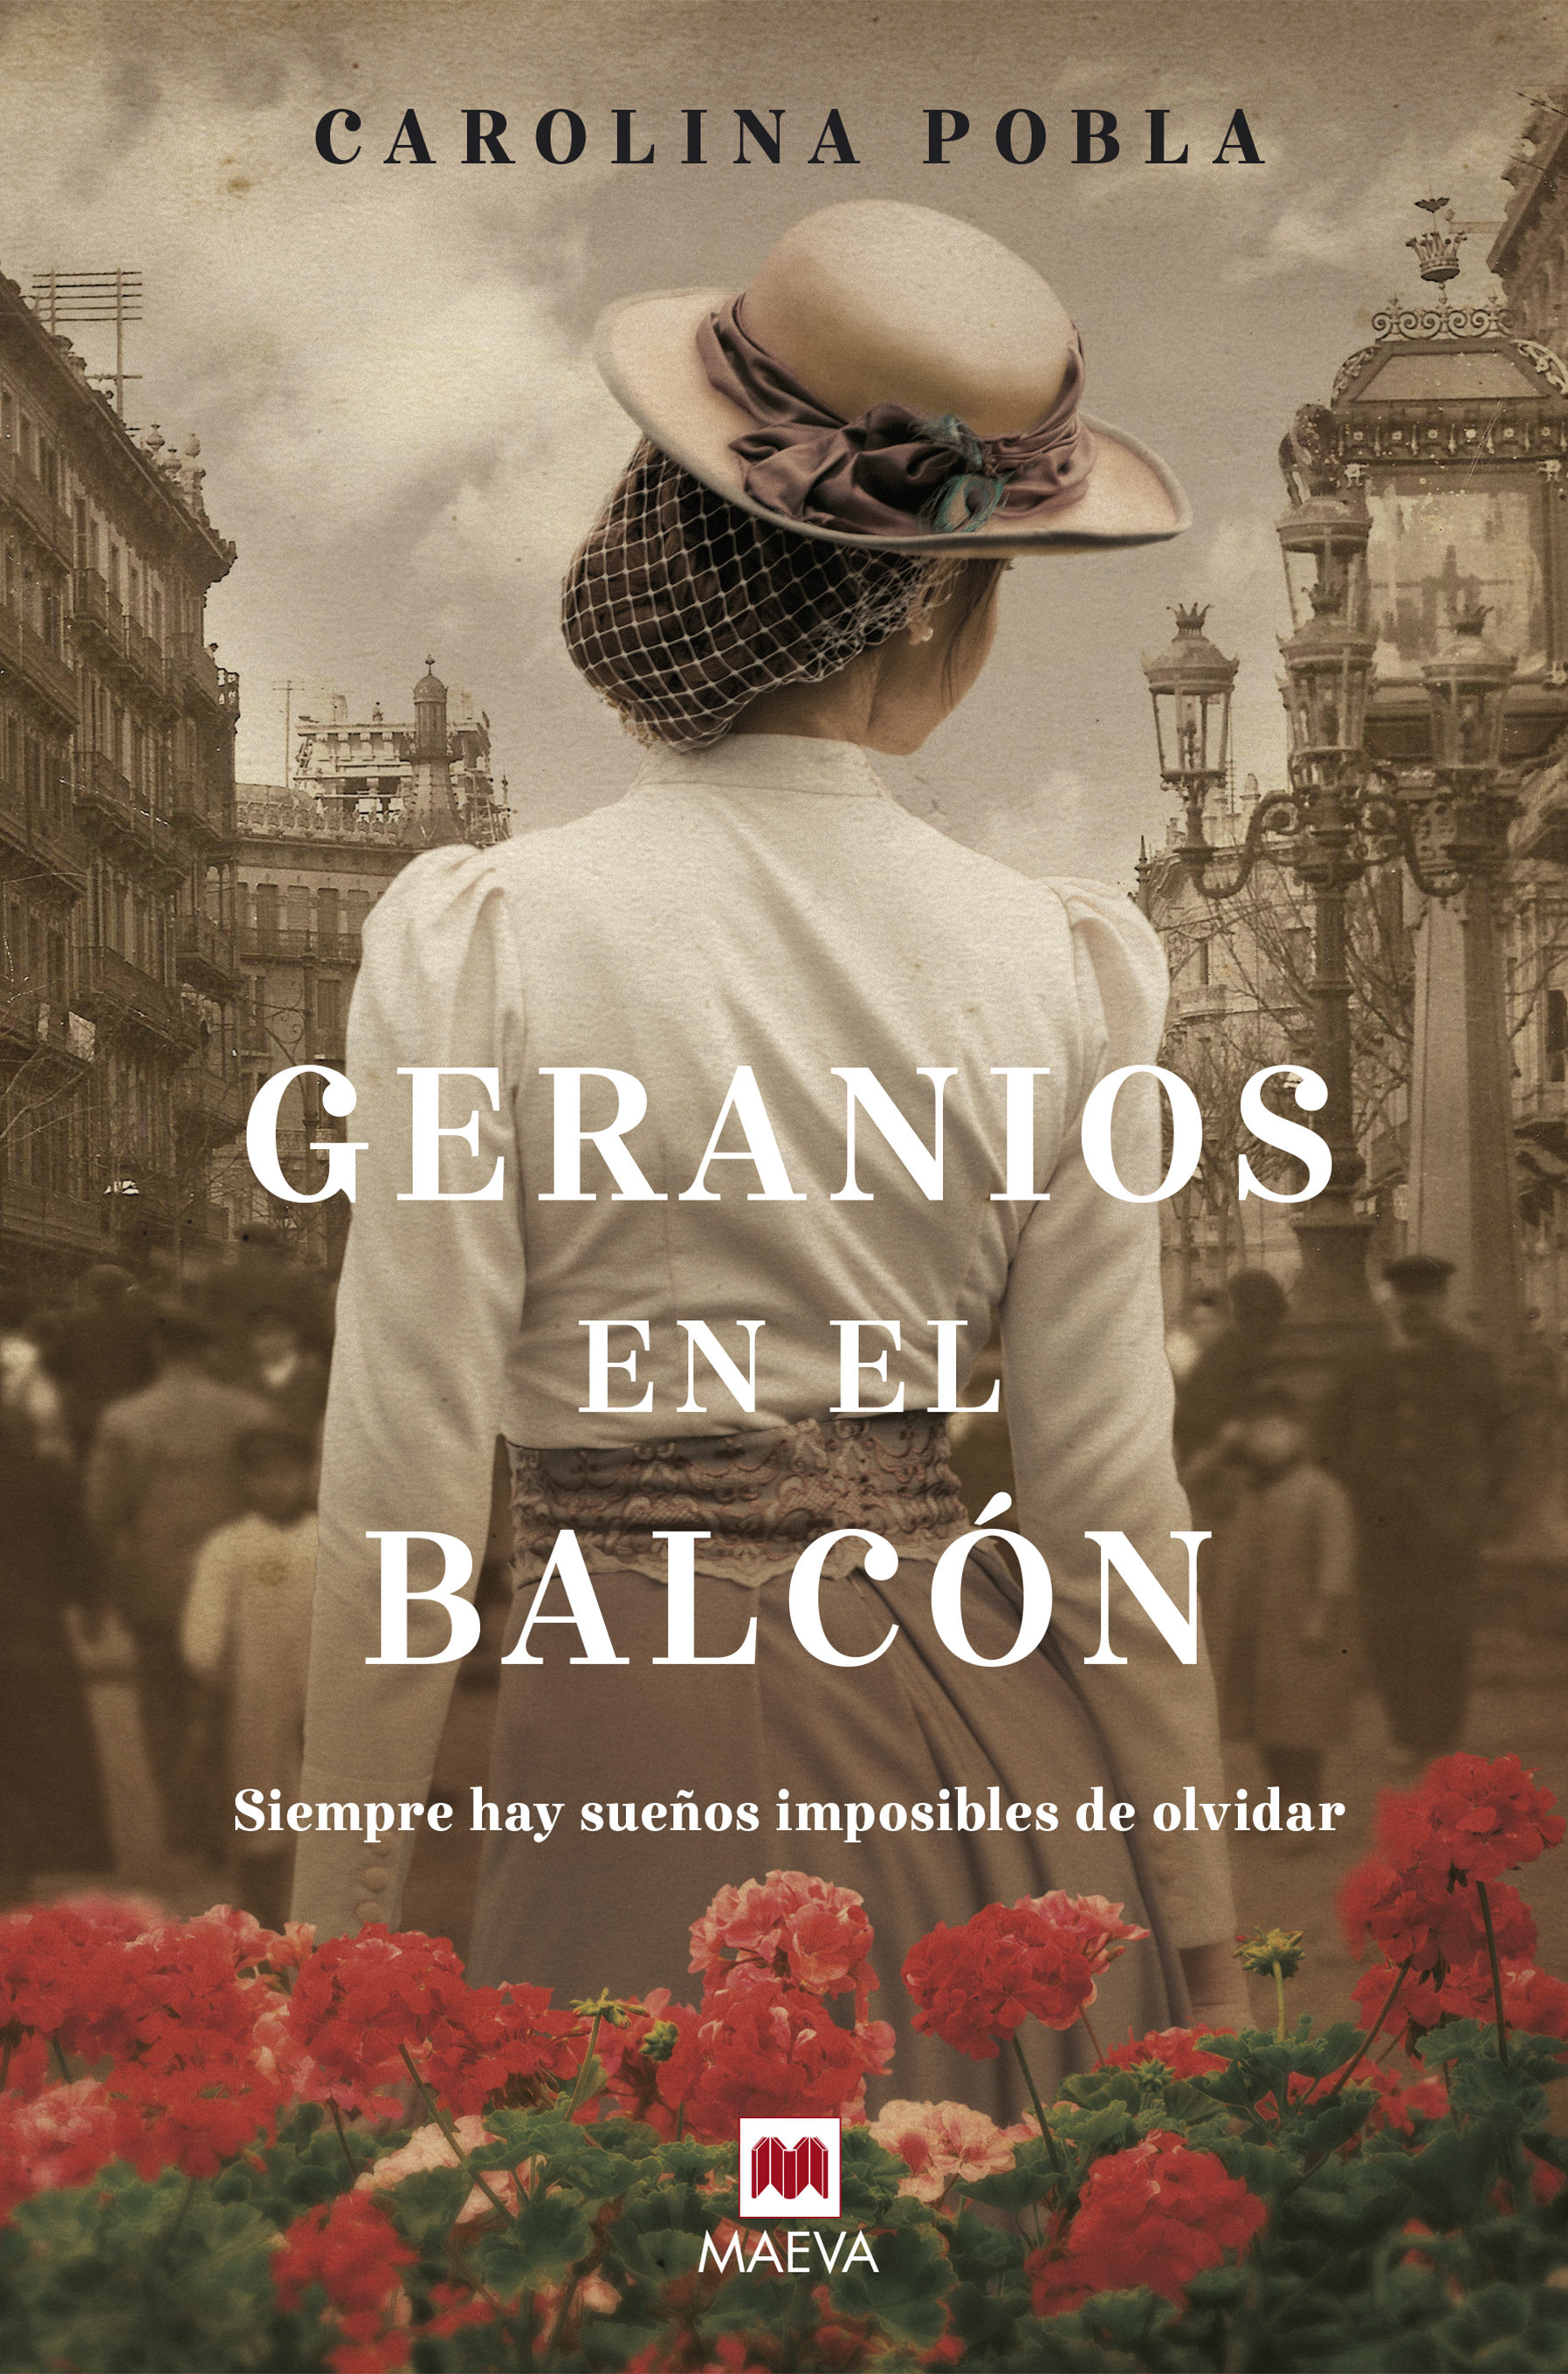 CAROLINA POBLA
GERANIOS
EN EL
BALCÓN
Siempre hay sueños imposibles de olvidar
MAEVA